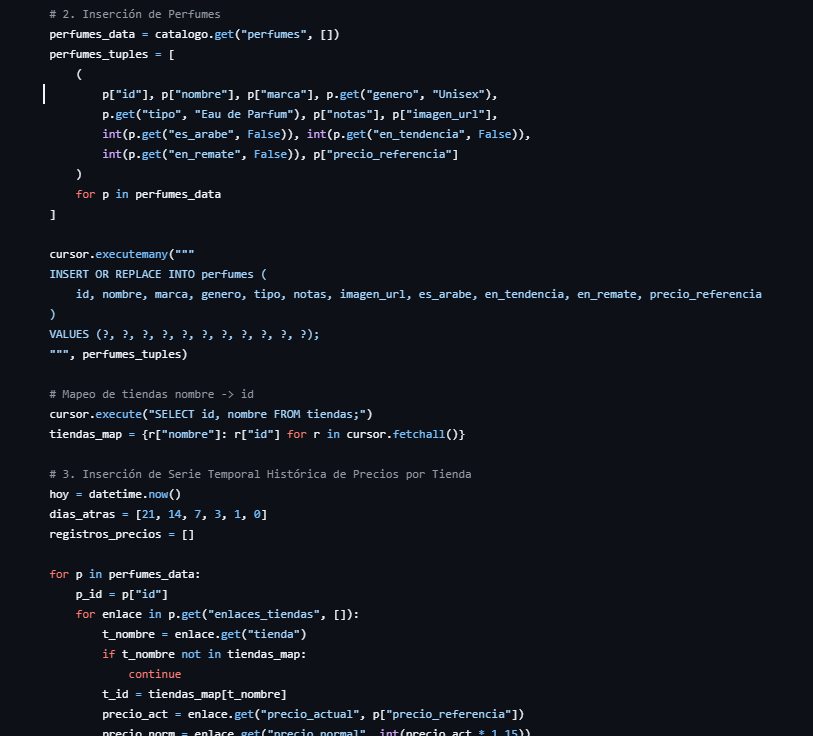 # 2. Inserción de Perfumes
perfumes_data = catalogo.get("perfumes", [])
perfumes_tuples = [
    (
        p["id"], p["nombre"], p["marca"], p.get("genero", "Unisex"),
        p.get("tipo", "Eau de Parfum"), p["notas"], p["imagen_url"],
        int(p.get("es_arabe", False)), int(p.get("en_tendencia", False)),
        int(p.get("en_remate", False)), p["precio_referencia"]
    )
    for p in perfumes_data
]

cursor.executemany("""
INSERT OR REPLACE INTO perfumes (
    id, nombre, marca, genero, tipo, notas, imagen_url, es_arabe, en_tendencia, en_remate, precio_referencia
)
VALUES (?, ?, ?, ?, ?, ?, ?, ?, ?, ?, ?);
""", perfumes_tuples)

# Mapeo de tiendas nombre -> id
cursor.execute("SELECT id, nombre FROM tiendas;")
tiendas_map = {r["nombre"]: r["id"] for r in cursor.fetchall()}

# 3. Inserción de Serie Temporal Histórica de Precios por Tienda
hoy = datetime.now()
dias_atras = [21, 14, 7, 3, 1, 0]
registros_precios = []

for p in perfumes_data:
    p_id = p["id"]
    for enlace in p.get("enlaces_tiendas", []):
        t_nombre = enlace.get("tienda")
        if t_nombre not in tiendas_map:
            continue
        t_id = tiendas_map[t_nombre]
        precio_act = enlace.get("precio_actual", p["precio_referencia"])
        precio_norm = enlace.get("precio_normal", int(precio_act * 1.15))